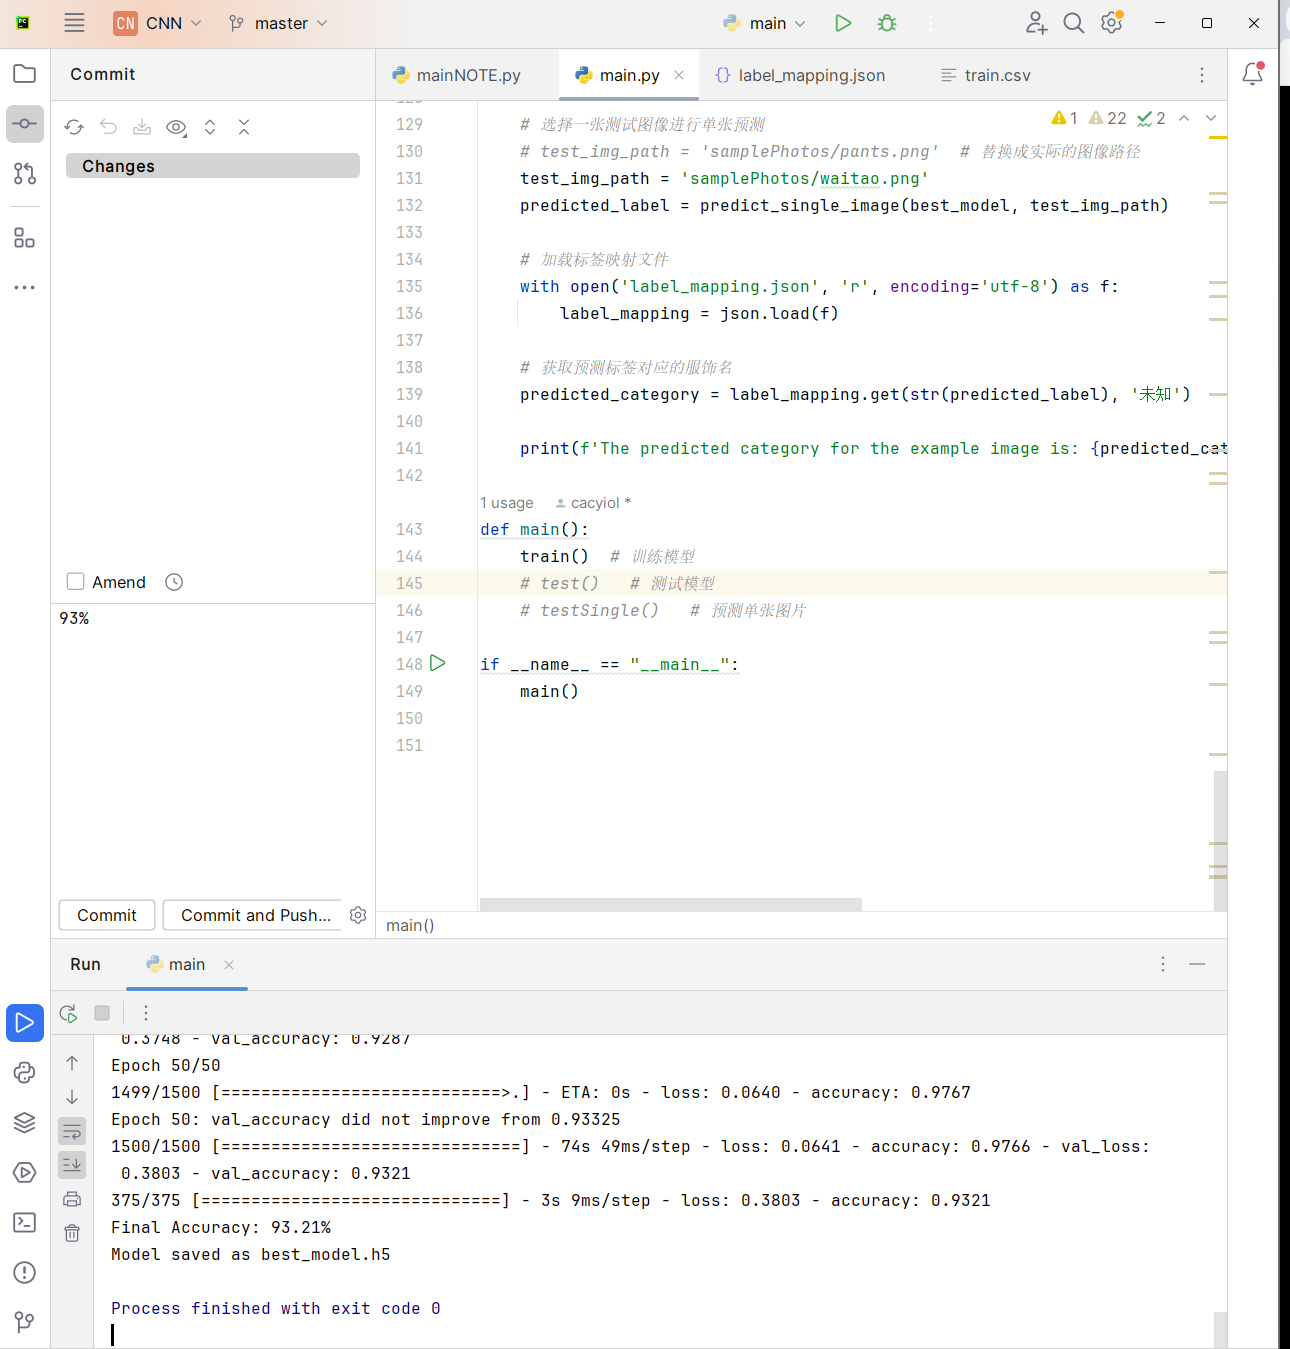 CN CNN master main
Commit
mainNOTE.py main.py label_mapping.json train.csv
1 22 2
Changes
129 # 选择一张测试图像进行单张预测
130 # test_img_path = 'samplePhotos/pants.png'  # 替换成实际的图像路径
131 test_img_path = 'samplePhotos/waitao.png'
132 predicted_label = predict_single_image(best_model, test_img_path)
133
134 # 加载标签映射文件
135 with open('label_mapping.json', 'r', encoding='utf-8') as f:
136 label_mapping = json.load(f)
137
138 # 获取预测标签对应的服饰名
139 predicted_category = label_mapping.get(str(predicted_label), '未知')
140
141 print(f'The predicted category for the example image is: {predicted_cat
142
1 usage cacyiol *
143 def main():
144 train()  # 训练模型
145 # test()   # 测试模型
146 # testSingle()   # 预测单张图片
147
148 if __name__ == "__main__":
149 main()
150
151
Amend
93%
Commit Commit and Push...
main()
Run main
0.3748 - val_accuracy: 0.9287
Epoch 50/50
1499/1500 [============================>.] - ETA: 0s - loss: 0.0640 - accuracy: 0.9767
Epoch 50: val_accuracy did not improve from 0.93325
1500/1500 [==============================] - 74s 49ms/step - loss: 0.0641 - accuracy: 0.9766 - val_loss:
0.3803 - val_accuracy: 0.9321
375/375 [==============================] - 3s 9ms/step - loss: 0.3803 - accuracy: 0.9321
Final Accuracy: 93.21%
Model saved as best_model.h5
Process finished with exit code 0